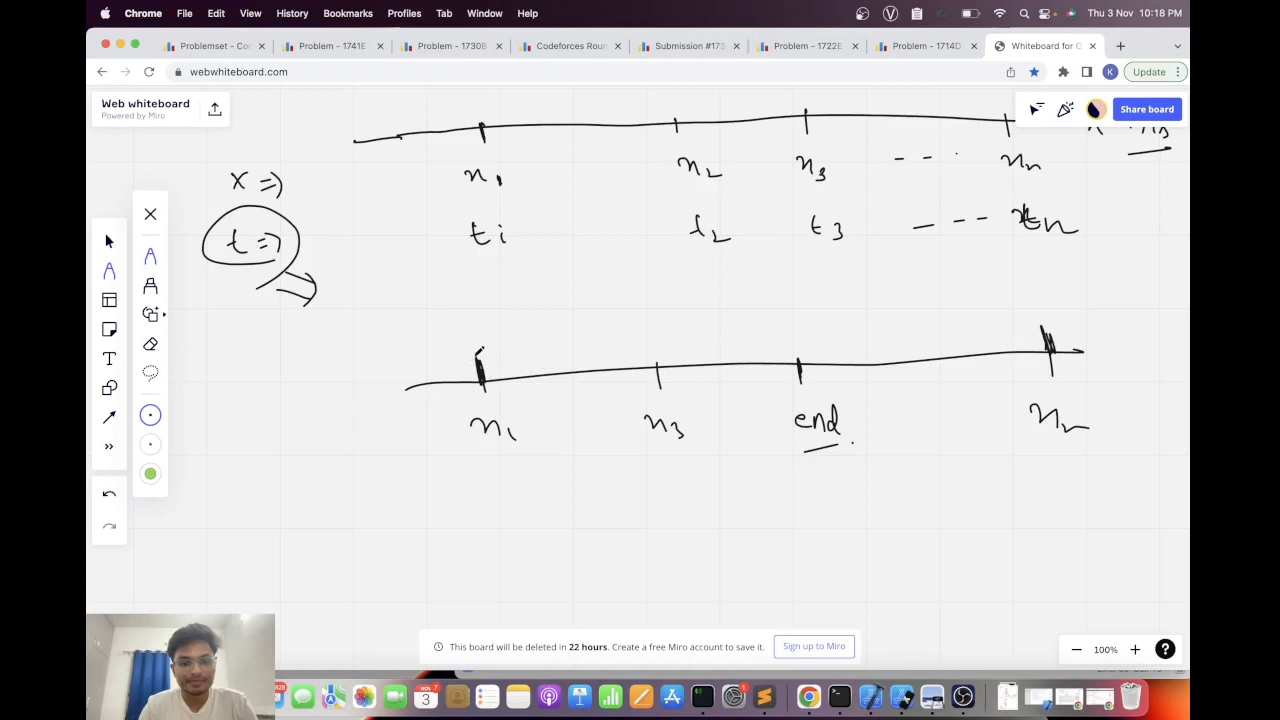 Chrome File Edit View History Bookmarks Profiles Tab Window Help Thu 3 Nov 10:18 PM
Problemset - Coc Problem - 1741E Problem - 1730B Codeforces Roun Submission #173 Problem - 1722E Problem - 1714D Whiteboard for O
webwhiteboard.com K Update
Web whiteboard
Powered by Miro
Share board
x1 x2 x3 -- . xn
x =>
t1 t2 t3 --- tn
t =>
x1 x3 end xn
This board will be deleted in 22 hours. Create a free Miro account to save it. Sign up to Miro
100%
NOV 3